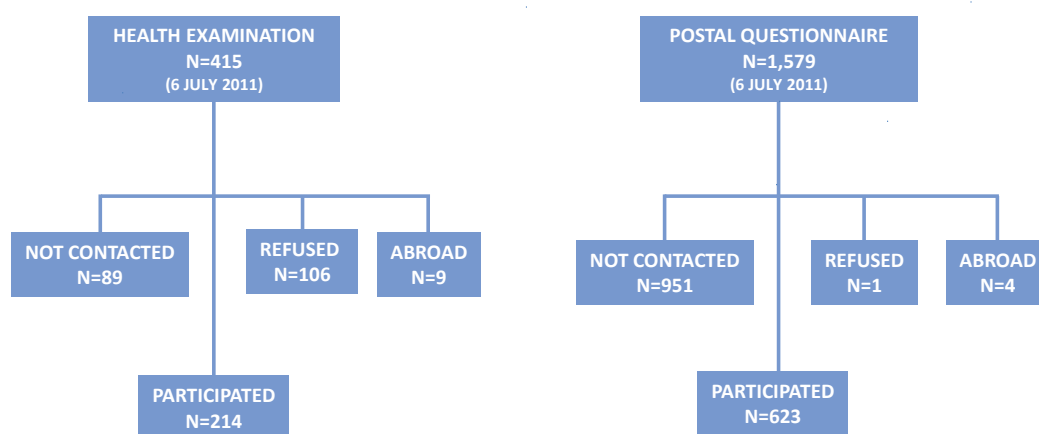 HEALTH EXAMINATION
N=415
(6 JULY 2011)
NOT CONTACTED
N=89
REFUSED
N=106
ABROAD
N=9
PARTICIPATED
N=214
POSTAL QUESTIONNAIRE
N=1,579
(6 JULY 2011)
NOT CONTACTED
N=951
REFUSED
N=1
ABROAD
N=4
PARTICIPATED
N=623